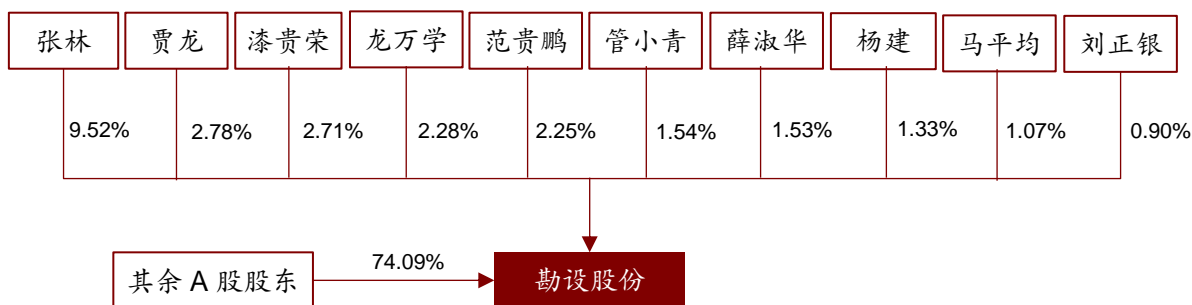 张林
贾龙
漆贵荣
龙万学
范贵鹏
管小青
薛淑华
杨建
马平均
刘正银
9.52%
2.78%
2.71%
2.28%
2.25%
1.54%
1.53%
1.33%
1.07%
0.90%
其余 A 股股东
74.09%
勘设股份